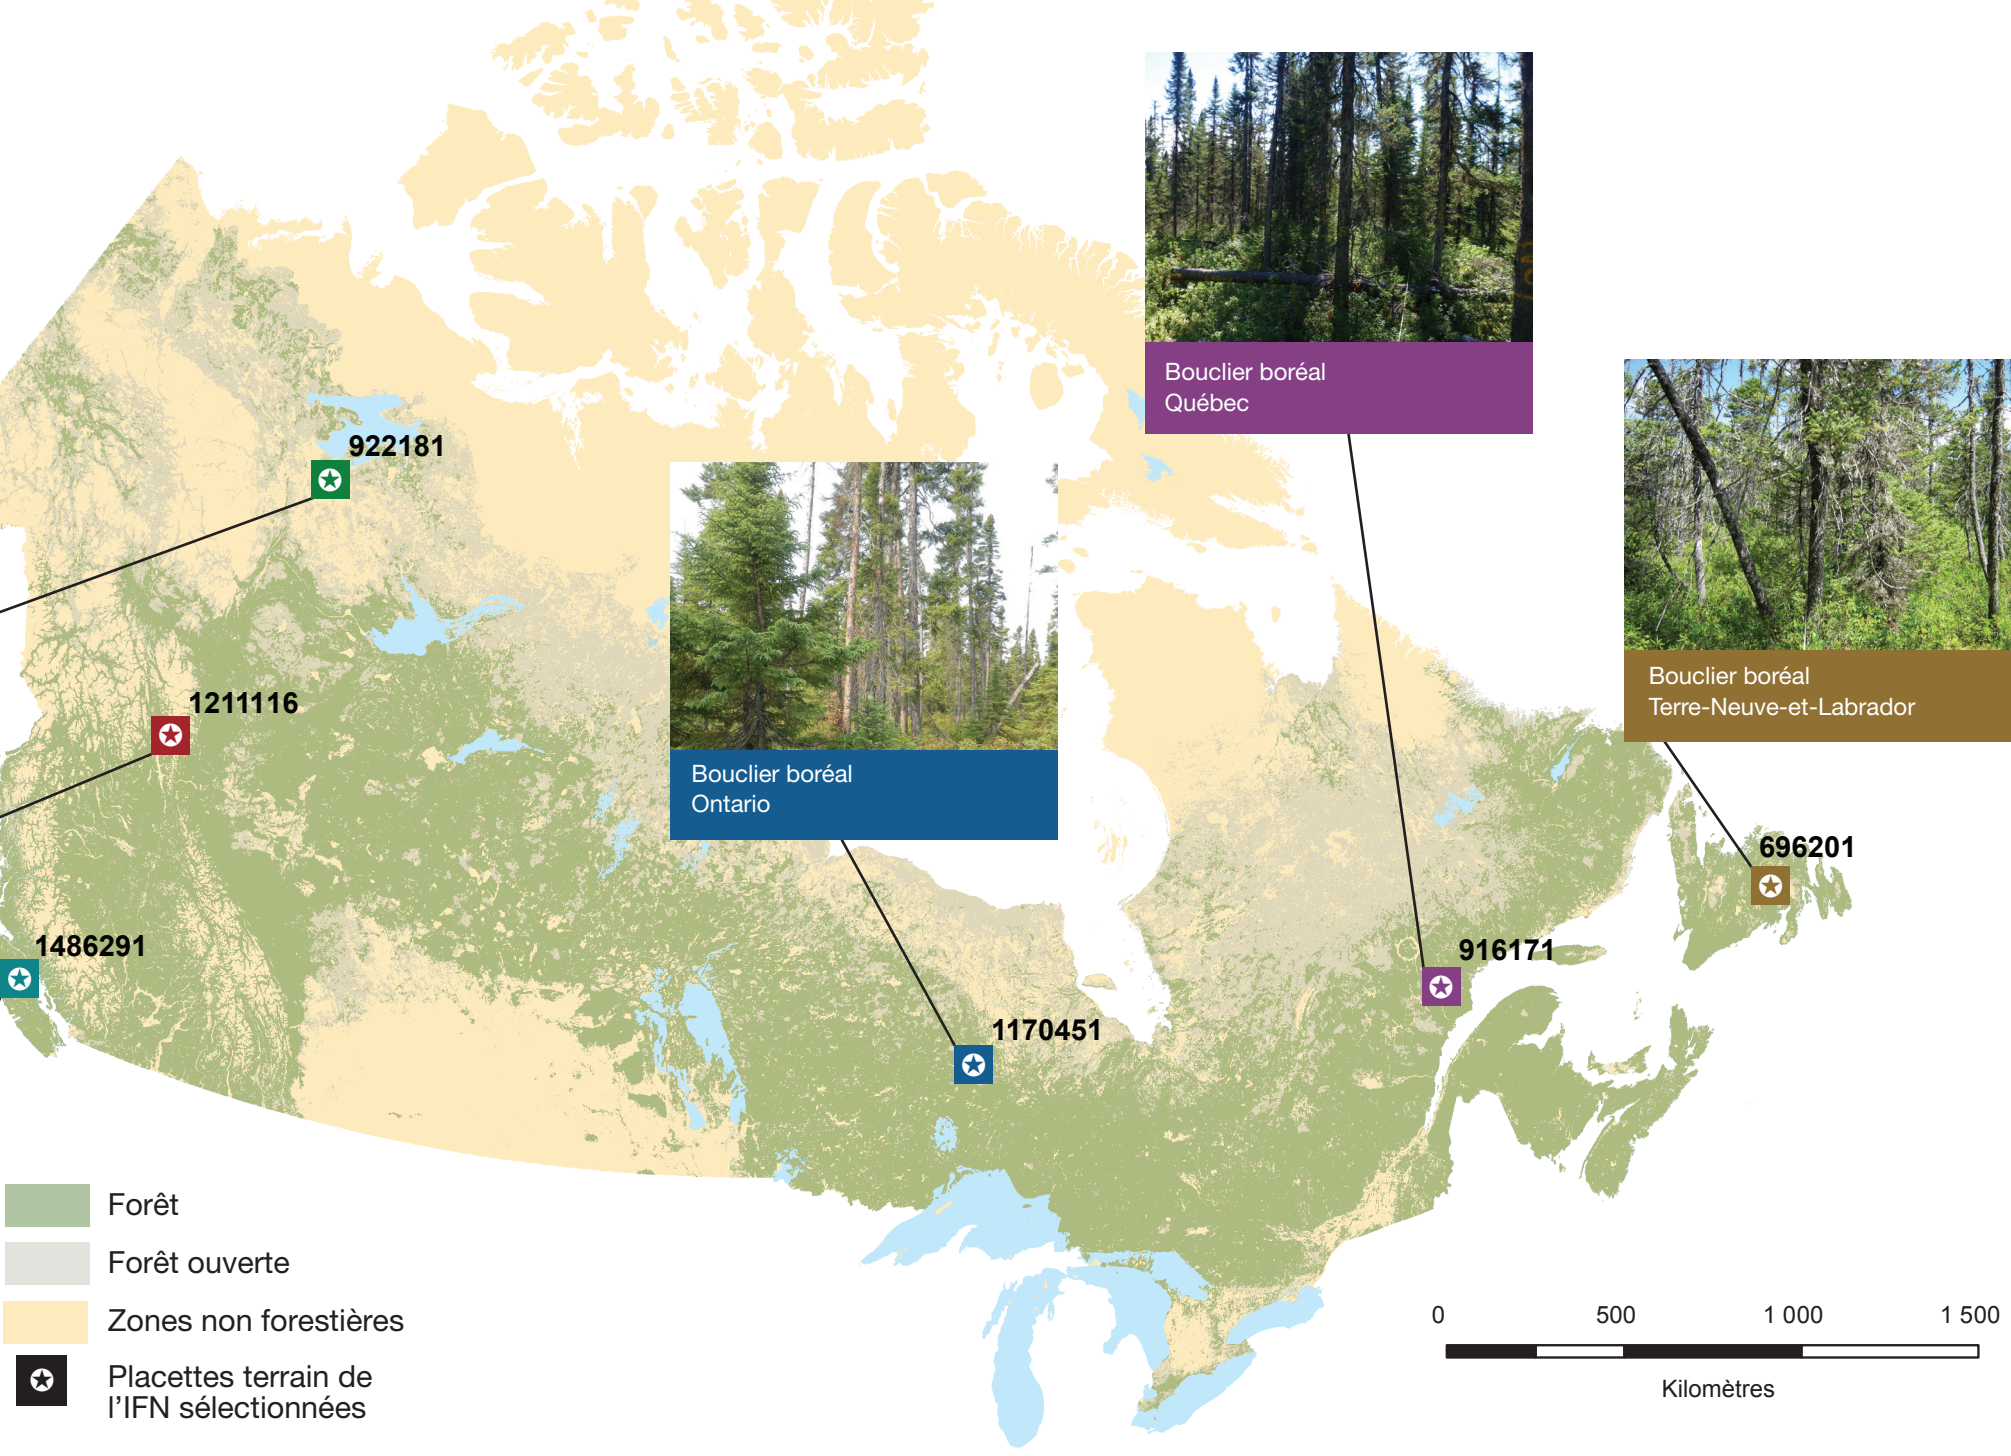 Bouclier boréal
Québec
922181
Bouclier boréal
Terre-Neuve-et-Labrador
1211116
Bouclier boréal
Ontario
696201
1486291
916171
1170451
Forêt
Forêt ouverte
Zones non forestières
Placettes terrain de
l'IFN sélectionnées
0 500 1 000 1 500
Kilomètres